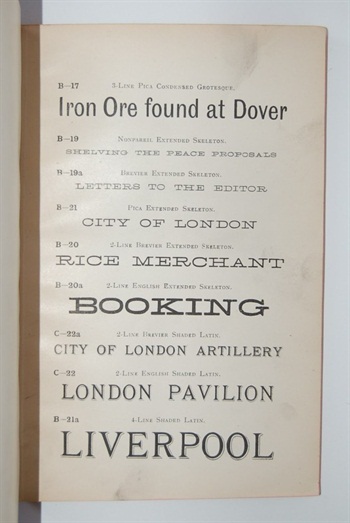 B—17 3-Line Pica Condensed Grotesque.
Iron Ore found at Dover
B—19 Nonpareil Extended Skeleton.
SHELVING THE PEACE PROPOSALS
B—19a Brevier Extended Skeleton.
LETTERS TO THE EDITOR
B—21 Pica Extended Skeleton.
CITY OF LONDON
B—20 2-Line Brevier Extended Skeleton.
RICE MERCHANT
B—20a 2-Line English Extended Skeleton.
BOOKING
C—22a 2-Line Brevier Shaded Latin.
CITY OF LONDON ARTILLERY
C—22 2-Line English Shaded Latin.
LONDON PAVILION
B—21a 4-Line Shaded Latin.
LIVERPOOL